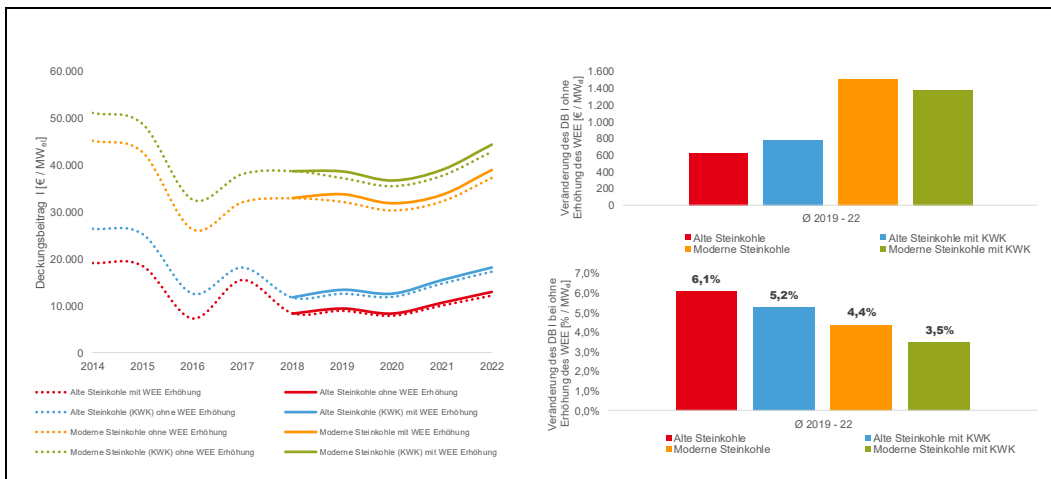 Deckungsbeitrag I [€ / MWel]
60.000
50.000
40.000
30.000
20.000
10.000
0
2014 2015 2016 2017 2018 2019 2020 2021 2022
Alte Steinkohle mit WEE Erhöhung
Alte Steinkohle ohne WEE Erhöhung
Alte Steinkohle (KWK) ohne WEE Erhöhung
Alte Steinkohle (KWK) mit WEE Erhöhung
Moderne Steinkohle ohne WEE Erhöhung
Moderne Steinkohle mit WEE Erhöhung
Moderne Steinkohle (KWK) ohne WEE Erhöhung
Moderne Steinkohle (KWK) mit WEE Erhöhung
Veränderung des DB I ohne
Erhöhung des WEE [€ / MWel]
1.600
1.400
1.200
1.000
800
600
400
200
0
Ø 2019 - 22
Alte Steinkohle
Alte Steinkohle mit KWK
Moderne Steinkohle
Moderne Steinkohle mit KWK
Veränderung des DB I bei ohne
Erhöhung des WEE [% / MWel]
7,0%
6,0%
5,0%
4,0%
3,0%
2,0%
1,0%
0,0%
6,1%
5,2%
4,4%
3,5%
Ø 2019 - 22
Alte Steinkohle
Alte Steinkohle mit KWK
Moderne Steinkohle
Moderne Steinkohle mit KWK